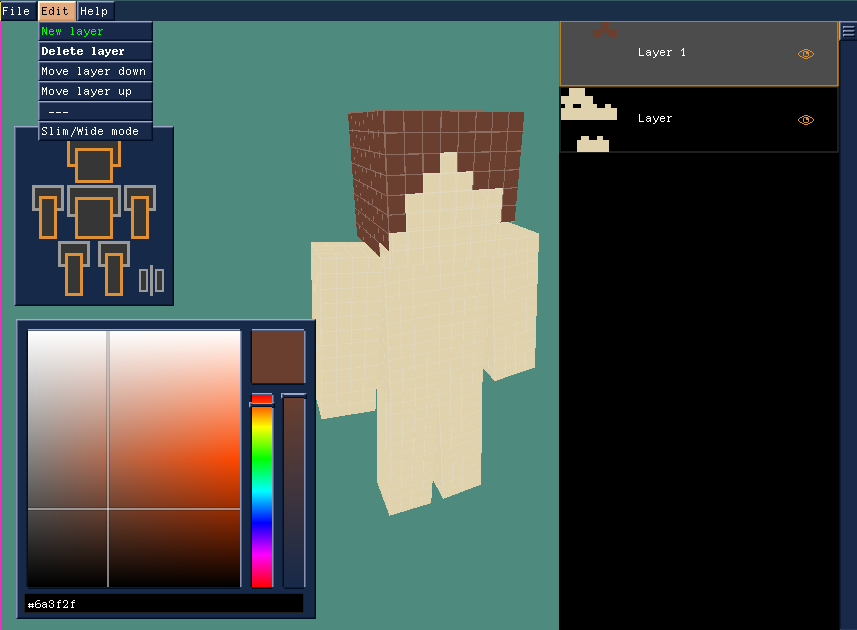 File Edit Help
New layer
Delete layer
Move layer down
Move layer up
---
Slim/Wide mode
Layer 1
Layer
#6a3f2f